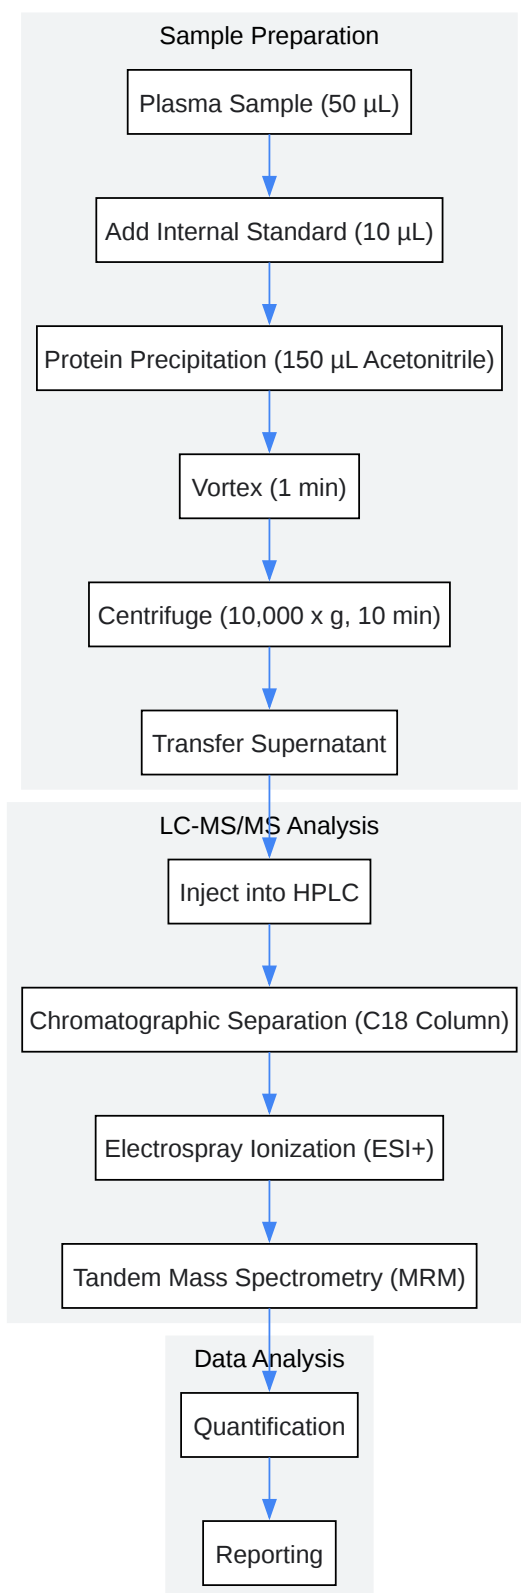 Sample Preparation
Plasma Sample (50 µL)
Add Internal Standard (10 µL)
Protein Precipitation (150 µL Acetonitrile)
Vortex (1 min)
Centrifuge (10,000 x g, 10 min)
Transfer Supernatant
LC-MS/MS Analysis
Inject into HPLC
Chromatographic Separation (C18 Column)
Electrospray Ionization (ESI+)
Tandem Mass Spectrometry (MRM)
Data Analysis
Quantification
Reporting